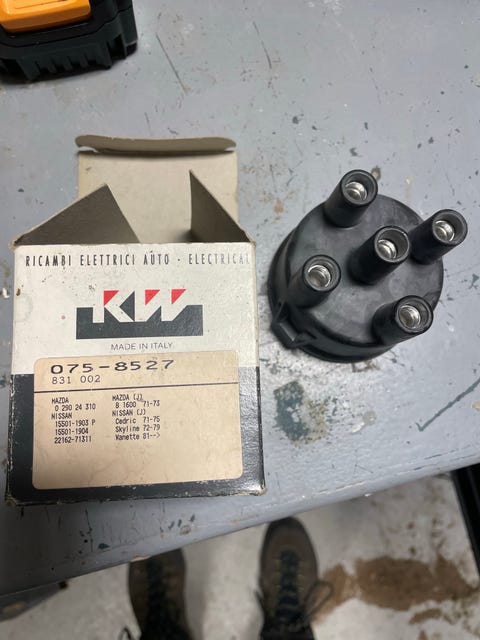 RICAMBI ELETTRICI AUTO - ELECTRICAL
KW
MADE IN ITALY
075-8527
831 002
MAZDA
0 290 24 310
NISSAN
15501-1903 P
15501-1904
22162-71311
MAZDA (J)
B 1600 71-73
NISSAN (J)
Cedric 71-75
Skyline 72-79
Vanette 81-->